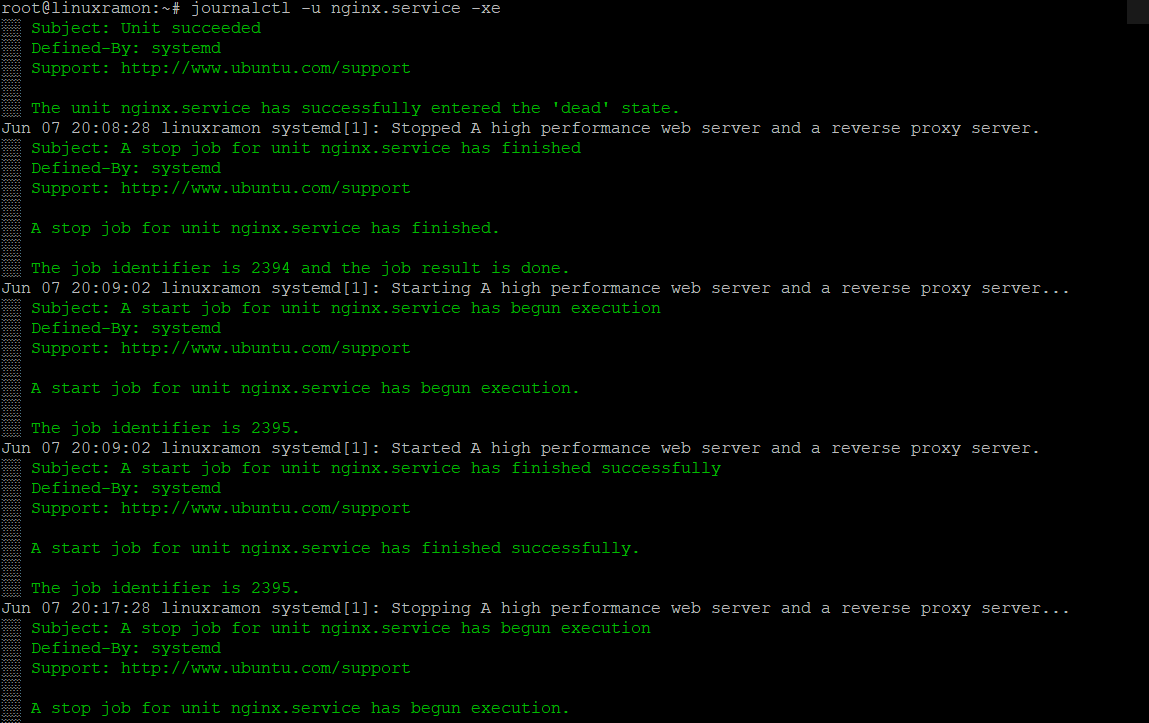 root@linuxramon:~# journalctl -u nginx.service -xe
░░ Subject: Unit succeeded
░░ Defined-By: systemd
░░ Support: http://www.ubuntu.com/support
░░
░░ The unit nginx.service has successfully entered the 'dead' state.
Jun 07 20:08:28 linuxramon systemd[1]: Stopped A high performance web server and a reverse proxy server.
░░ Subject: A stop job for unit nginx.service has finished
░░ Defined-By: systemd
░░ Support: http://www.ubuntu.com/support
░░
░░ A stop job for unit nginx.service has finished.
░░
░░ The job identifier is 2394 and the job result is done.
Jun 07 20:09:02 linuxramon systemd[1]: Starting A high performance web server and a reverse proxy server...
░░ Subject: A start job for unit nginx.service has begun execution
░░ Defined-By: systemd
░░ Support: http://www.ubuntu.com/support
░░
░░ A start job for unit nginx.service has begun execution.
░░
░░ The job identifier is 2395.
Jun 07 20:09:02 linuxramon systemd[1]: Started A high performance web server and a reverse proxy server.
░░ Subject: A start job for unit nginx.service has finished successfully
░░ Defined-By: systemd
░░ Support: http://www.ubuntu.com/support
░░
░░ A start job for unit nginx.service has finished successfully.
░░
░░ The job identifier is 2395.
Jun 07 20:17:28 linuxramon systemd[1]: Stopping A high performance web server and a reverse proxy server...
░░ Subject: A stop job for unit nginx.service has begun execution
░░ Defined-By: systemd
░░ Support: http://www.ubuntu.com/support
░░
░░ A stop job for unit nginx.service has begun execution.